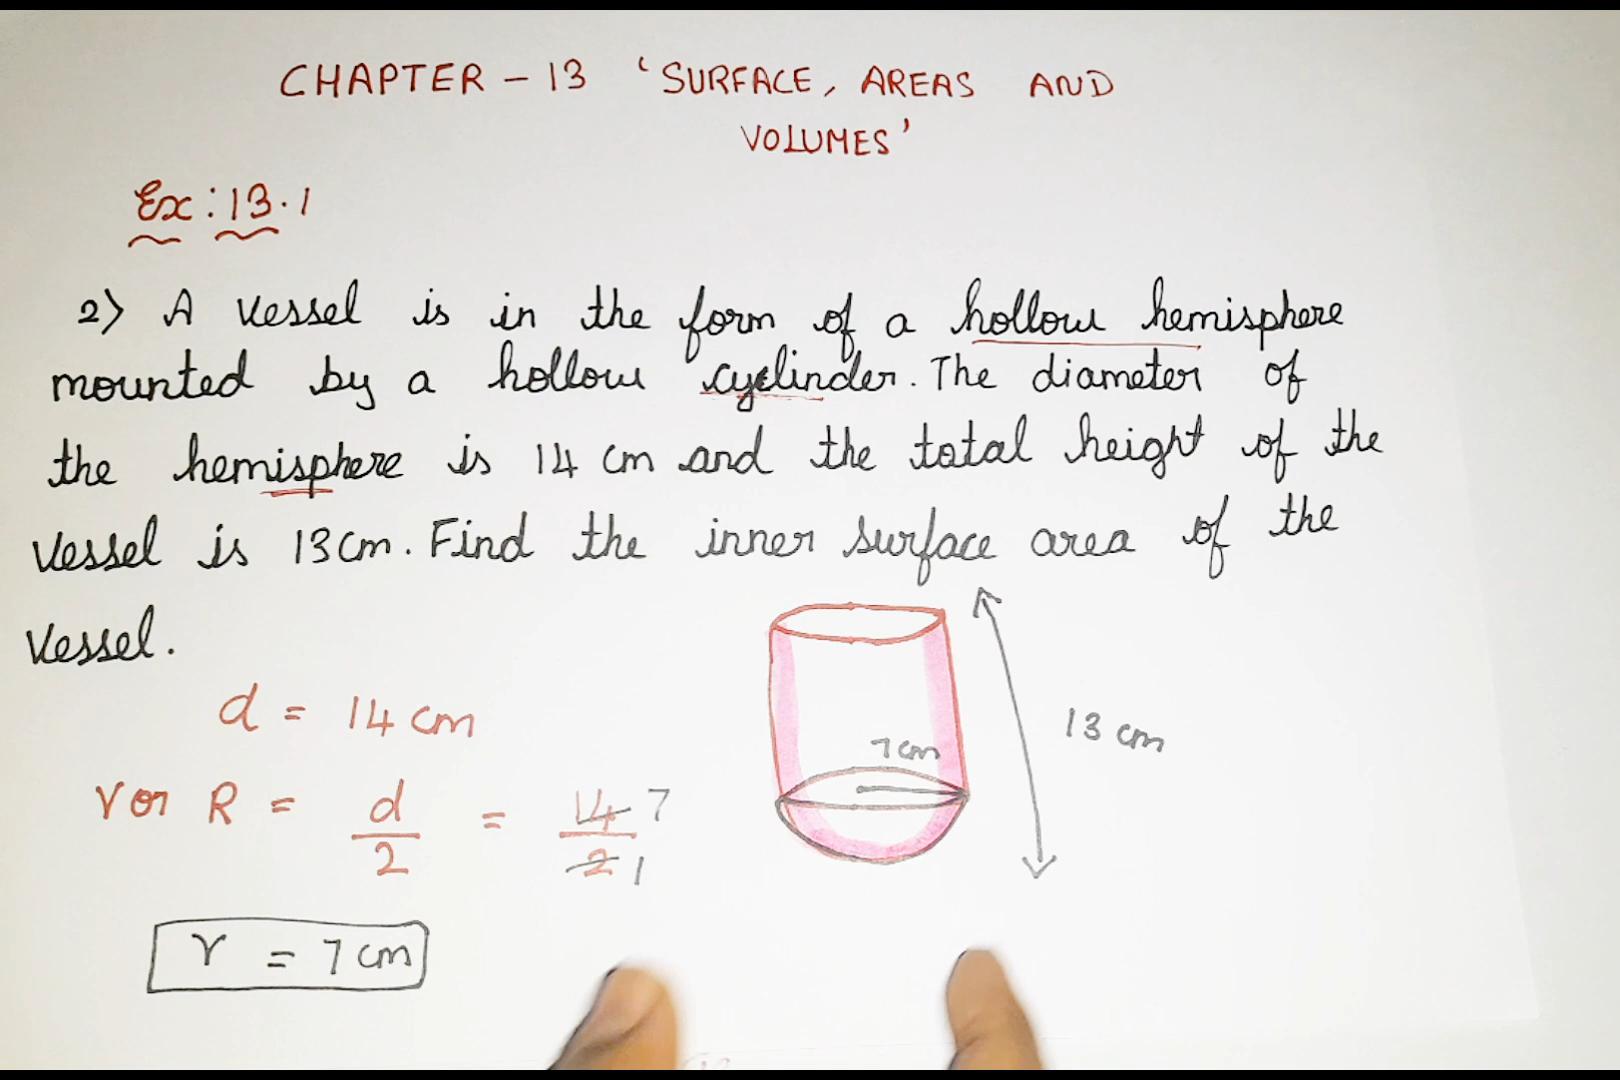 CHAPTER - 13 'SURFACE, AREAS AND
VOLUMES'
Ex: 13.1
2) A vessel is in the form of a hollow hemisphere
mounted by a hollow cyclinder. The diameter of
the hemisphere is 14 cm and the total height of the
vessel is 13cm. Find the inner surface area of the
vessel.
d = 14 cm
13 cm
7cm
r or R = d/2 = 14/2 7/1
r = 7 cm